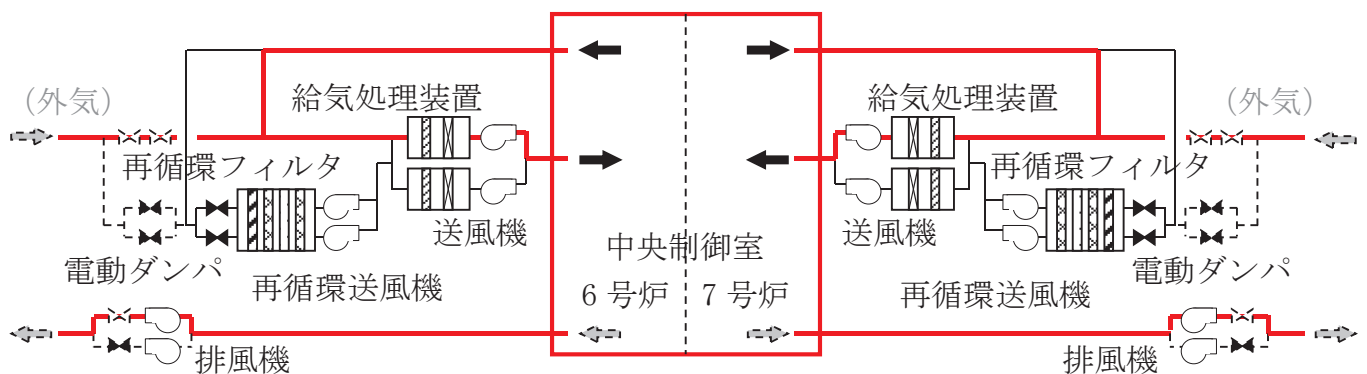 (外気)
給気処理装置
給気処理装置
(外気)
再循環フィルタ
再循環フィルタ
送風機
中央制御室
送風機
電動ダンパ
再循環送風機
6 号炉
7 号炉
再循環送風機
電動ダンパ
排風機
排風機